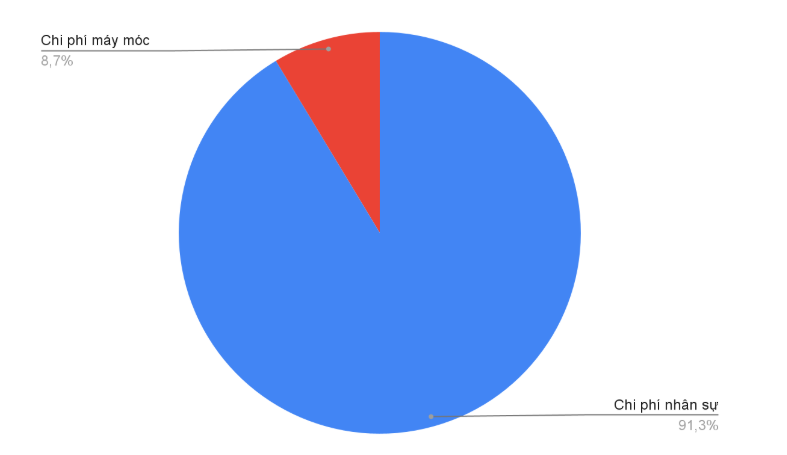 Chi phí máy móc
8,7%
Chi phí nhân sự
91,3%